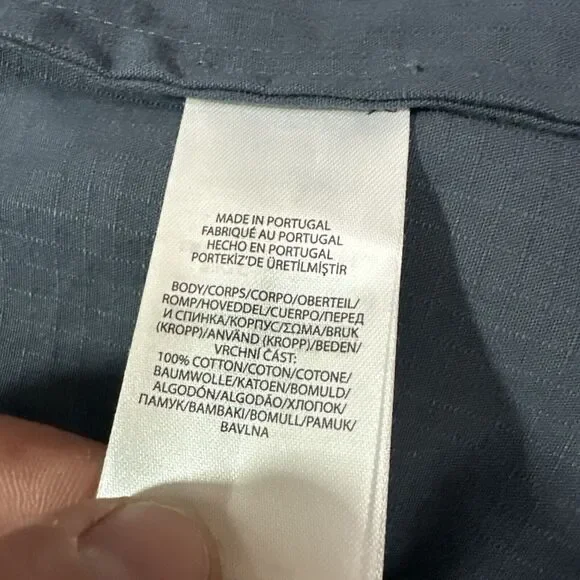 MADE IN PORTUGAL
FABRIQUÉ AU PORTUGAL
HECHO EN PORTUGAL
PORTEKİZ'DE ÜRETİLMİŞTİR
BODY/CORPS/CORPO/OBERTEIL/
ROMP/HOVEDDEL/CUERPO/ПЕРЕД
И СПИНКА/КОРПУС/ΣΩΜΑ/BRUK
(KROPP)/ANVÄND (KROPP)/BEDEN/
VRCHNÍ ČÁST:
100% COTTON/COTON/COTONE/
BAUMWOLLE/KATOEN/BOMULD/
ALGODÓN/ALGODÃO/ХЛОПОК/
ПАМУК/BAMBAKI/BOMULL/PAMUK/
BAVLNA